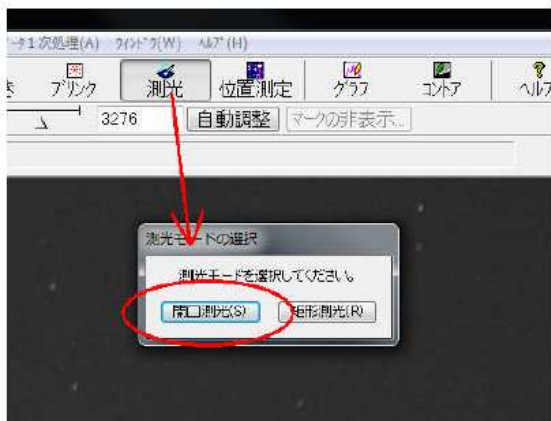 データ1次処理(A) ウィンドウ(W) ヘルプ(H)
ブリンク 測光 位置測定 グラフ コントア ヘルプ
3276 自動調整 マークの非表示...
測光モードの選択
測光モードを選択してください。
開口測光(S) 矩形測光(R)